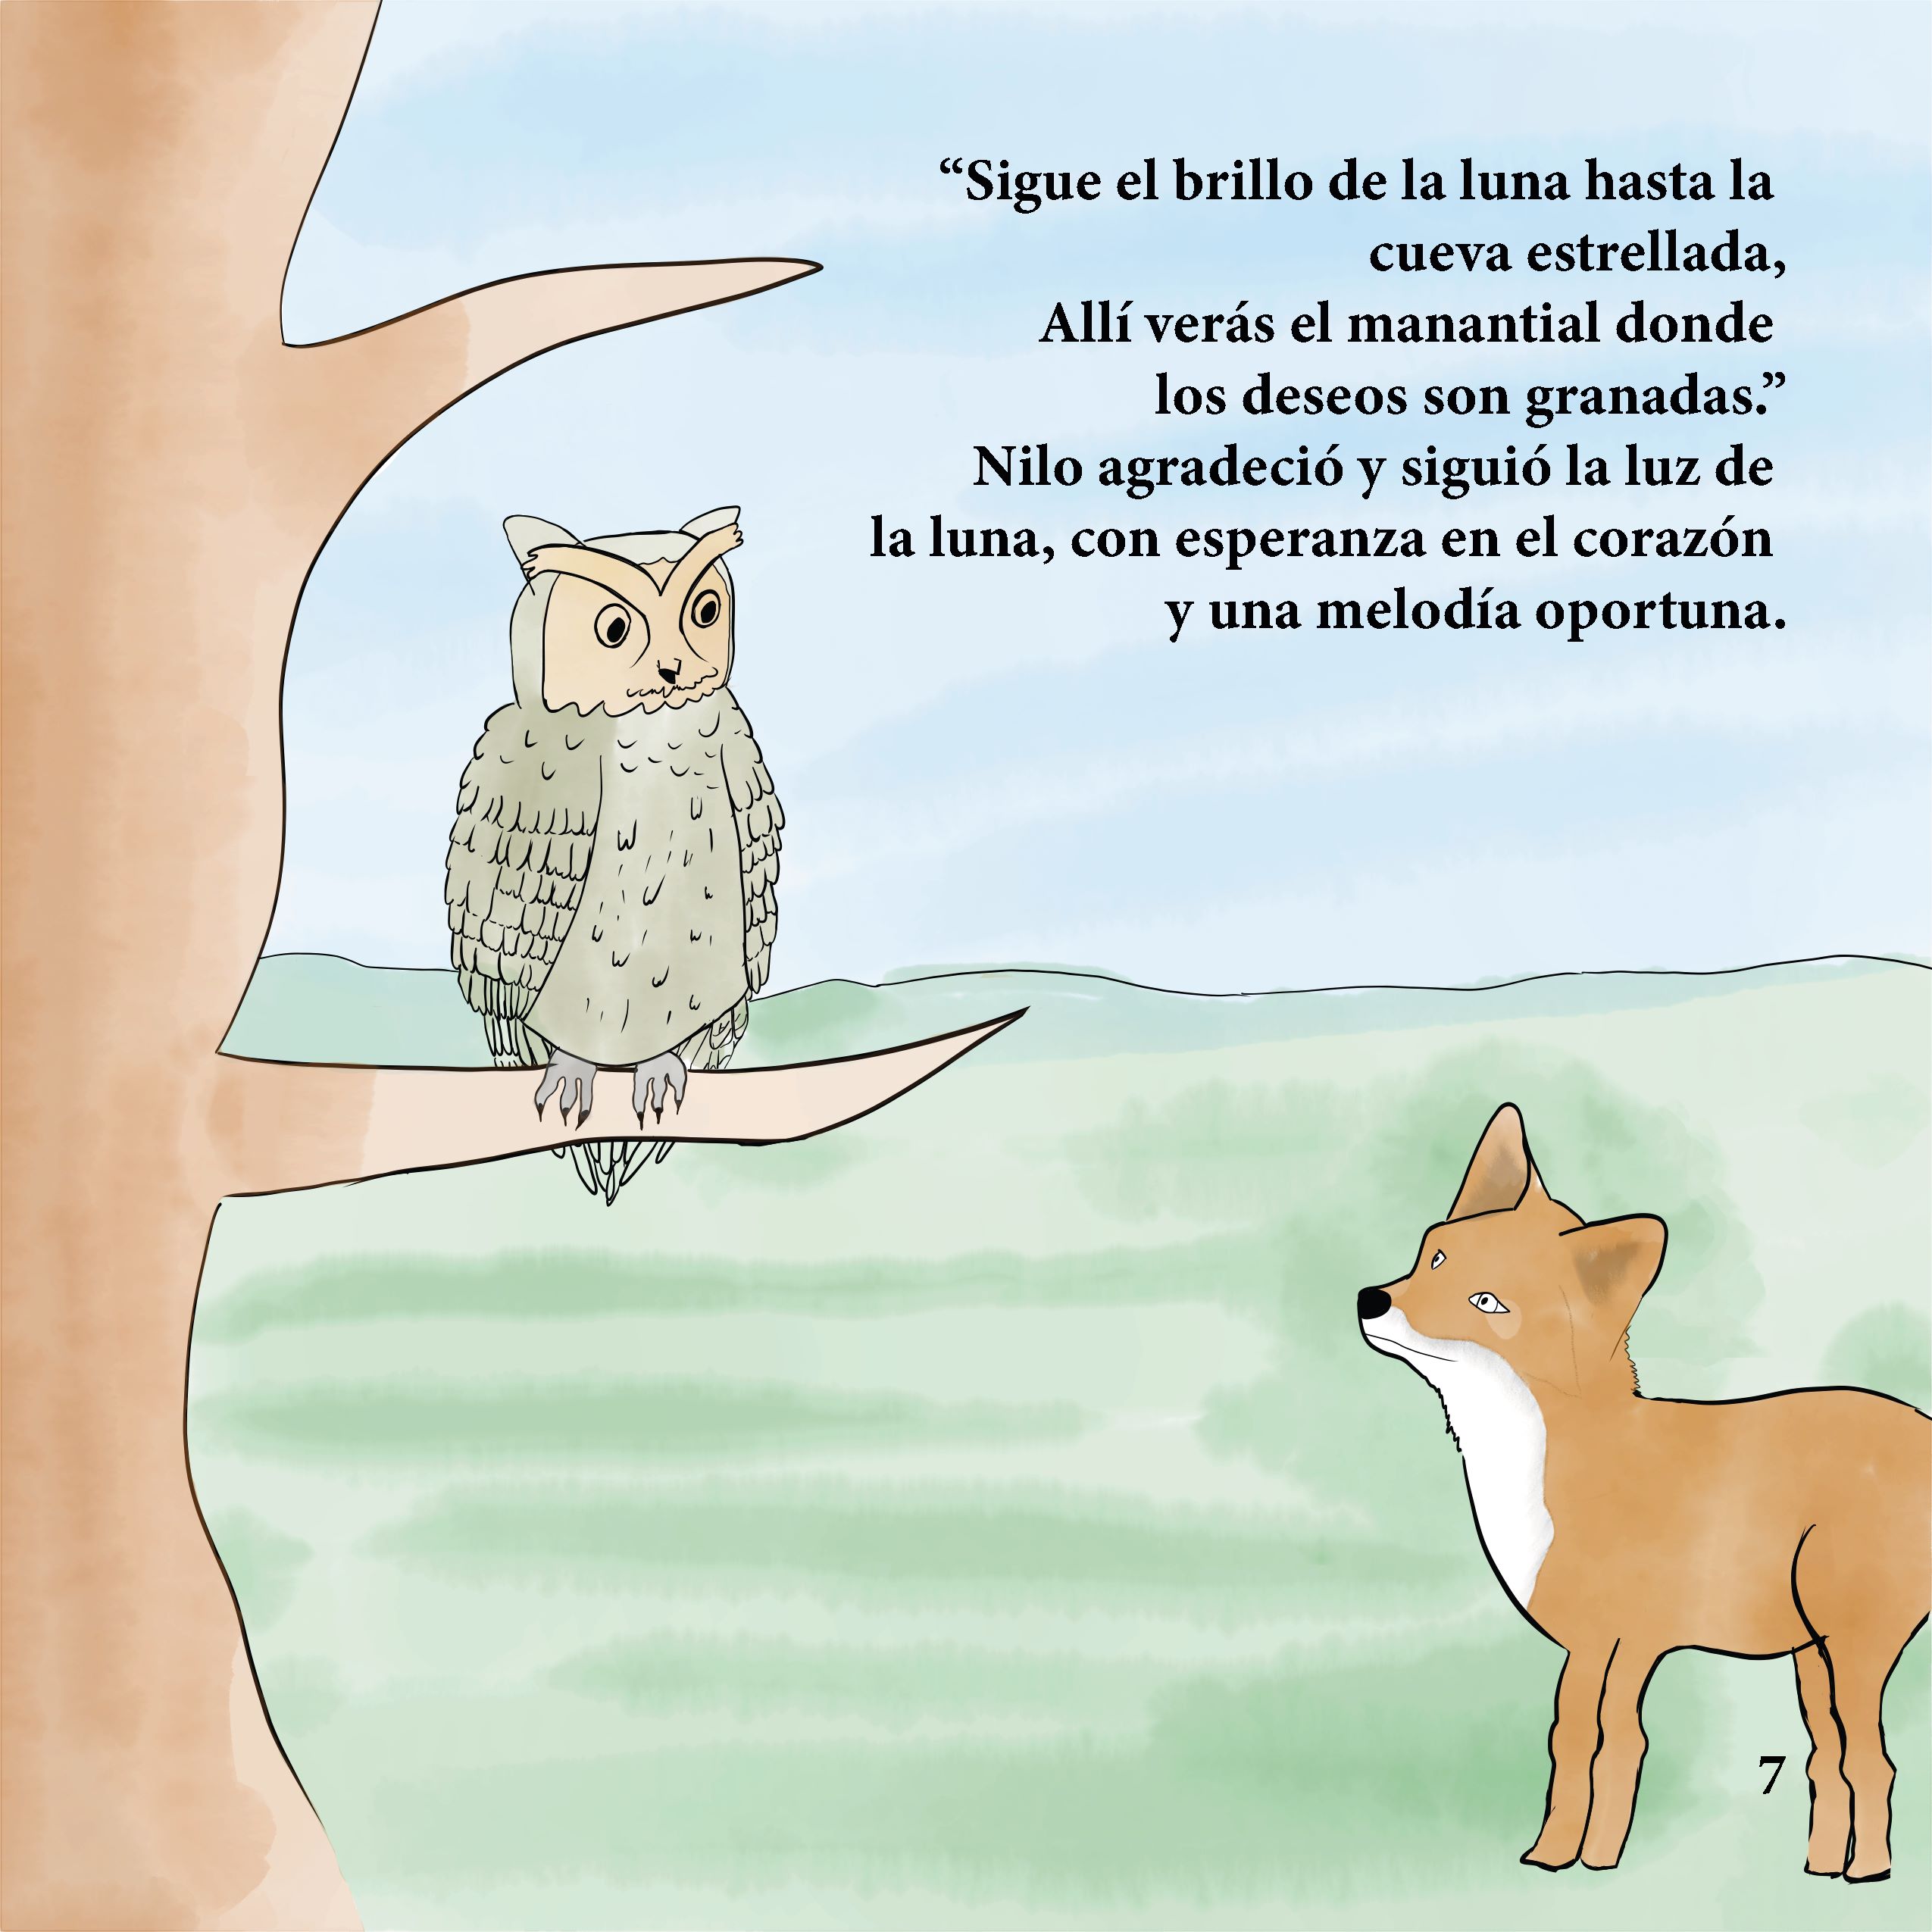 “Sigue el brillo de la luna hasta la
cueva estrellada,
Allí verás el manantial donde
los deseos son granadas.”
Nilo agradeció y siguió la luz de
la luna, con esperanza en el corazón
y una melodía oportuna.
7